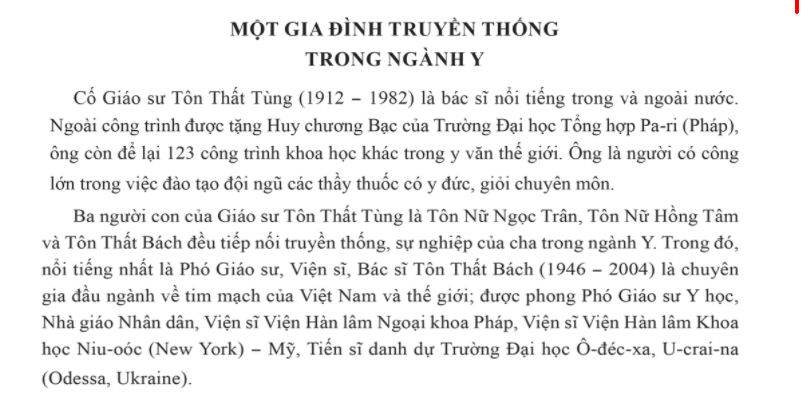 MỘT GIA ĐÌNH TRUYỀN THỐNG
TRONG NGÀNH Y
Cố Giáo sư Tôn Thất Tùng (1912 – 1982) là bác sĩ nổi tiếng trong và ngoài nước.
Ngoài công trình được tặng Huy chương Bạc của Trường Đại học Tổng hợp Pa-ri (Pháp),
ông còn để lại 123 công trình khoa học khác trong y văn thế giới. Ông là người có công
lớn trong việc đào tạo đội ngũ các thầy thuốc có y đức, giỏi chuyên môn.
Ba người con của Giáo sư Tôn Thất Tùng là Tôn Nữ Ngọc Trân, Tôn Nữ Hồng Tâm
và Tôn Thất Bách đều tiếp nối truyền thống, sự nghiệp của cha trong ngành Y. Trong đó,
nổi tiếng nhất là Phó Giáo sư, Viện sĩ, Bác sĩ Tôn Thất Bách (1946 – 2004) là chuyên
gia đầu ngành về tim mạch của Việt Nam và thế giới; được phong Phó Giáo sư Y học,
Nhà giáo Nhân dân, Viện sĩ Viện Hàn lâm Ngoại khoa Pháp, Viện sĩ Viện Hàn lâm Khoa
học Niu-oóc (New York) – Mỹ, Tiến sĩ danh dự Trường Đại học Ô-đéc-xa, U-crai-na
(Odessa, Ukraine).